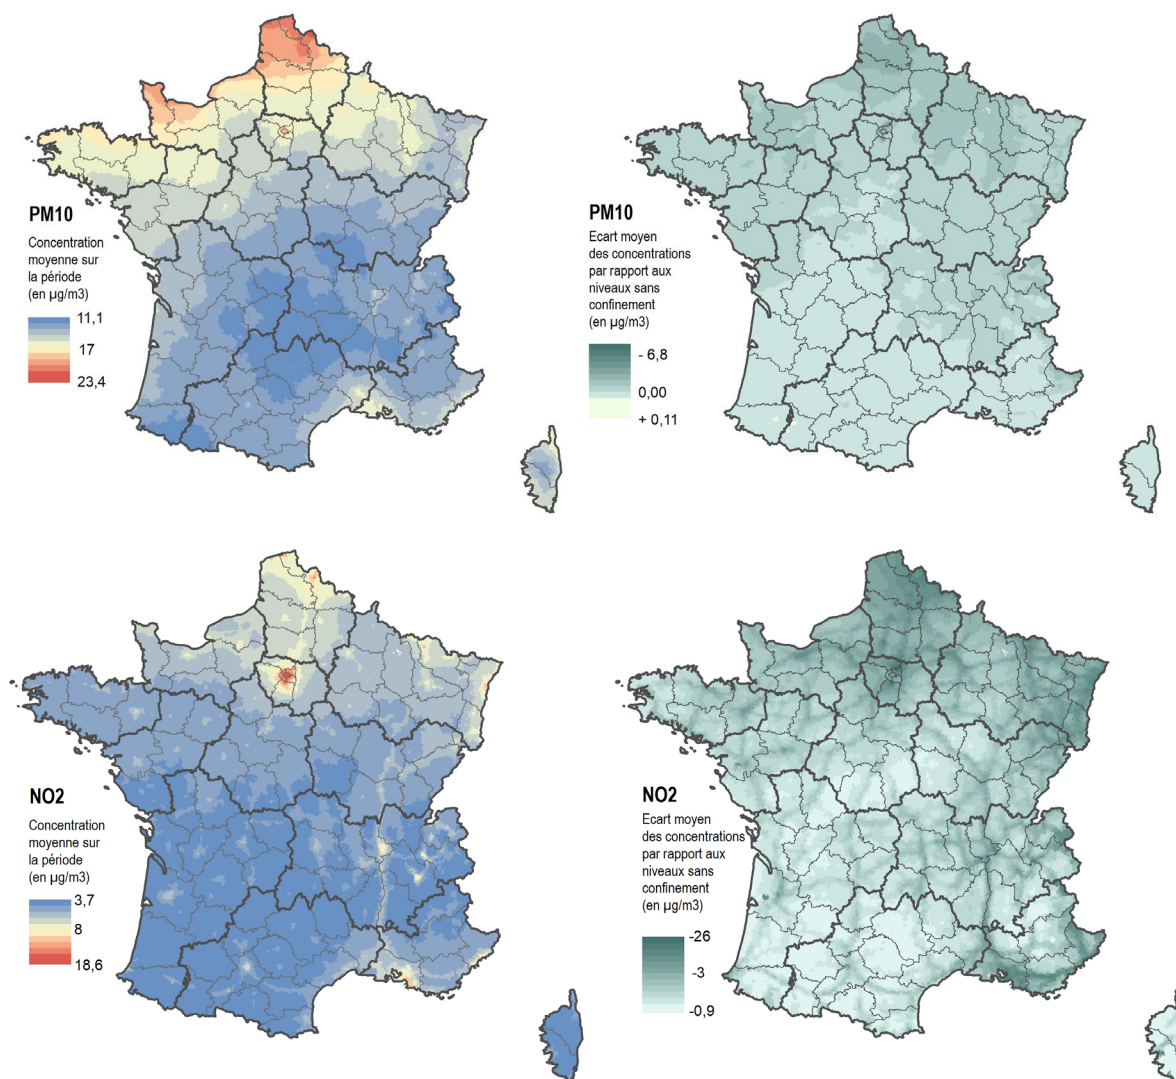 PM10
Concentration
moyenne sur
la période
(en µg/m3)
11,1
17
23,4
PM10
Ecart moyen
des concentrations
par rapport aux
niveaux sans
confinement
(en µg/m3)
- 6,8
0,00
+ 0,11
NO2
Concentration
moyenne sur
la période
(en µg/m3)
3,7
8
18,6
NO2
Ecart moyen
des concentrations
par rapport aux
niveaux sans
confinement
(en µg/m3)
-26
-3
-0,9